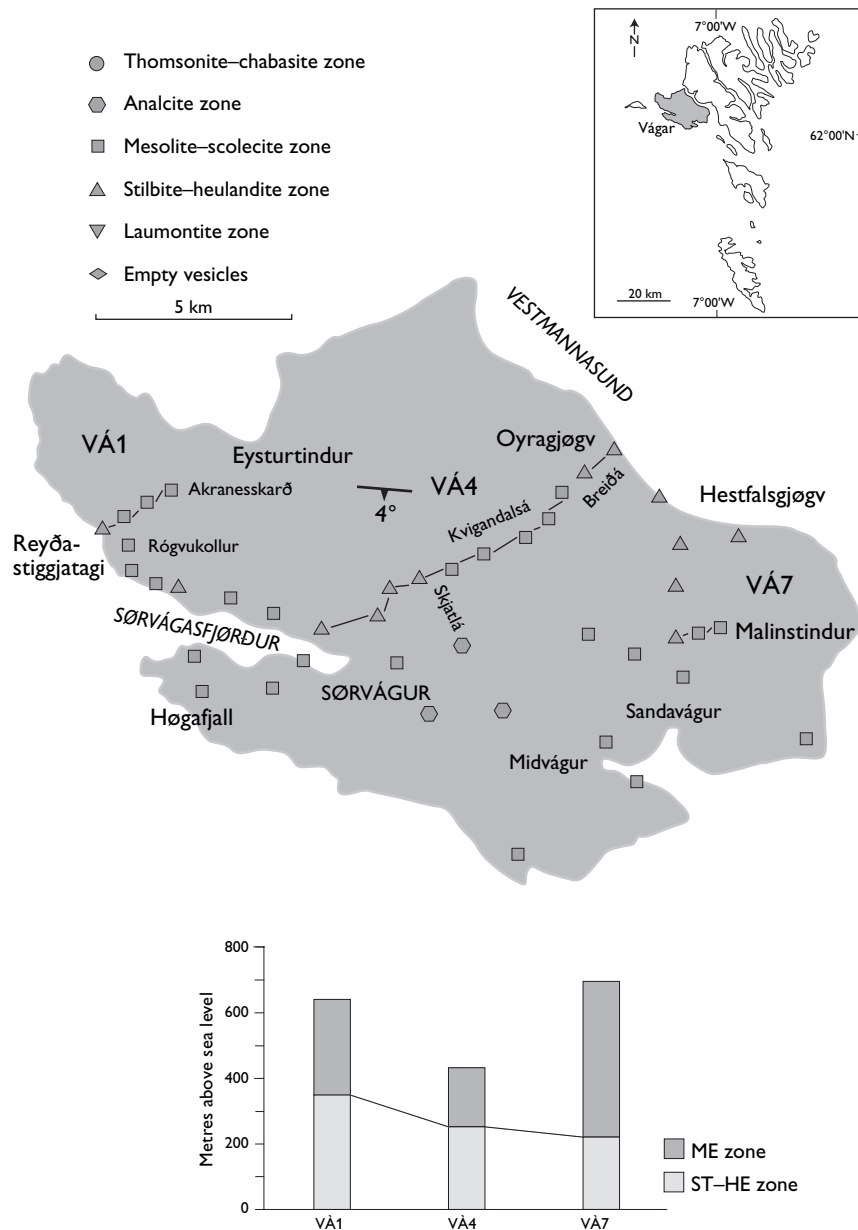 Thomsonite–chabasite zone
Analcite zone
Mesolite–scolecite zone
Stilbite–heulandite zone
Laumontite zone
Empty vesicles
5 km
7°00'W
N
Vágar
62°00'N
20 km
7°00'W
VESTMANNASUND
VÁ1
Eysturtindur
Oyragjøgv
VÁ4
4°
Akranesskarð
Breiðá
Hestfalsgjøgv
Kvigandalsá
Reyða-
stiggjatagi
Rógvukollur
VÁ7
Skjatlá
SØRVÁGASFJØRÐUR
Malinstindur
SØRVÁGUR
Høgafjall
Sandavágur
Midvágur
800
600
400
200
0
Metres above sea level
VÀ1
VÀ4
VÀ7
ME zone
ST–HE zone